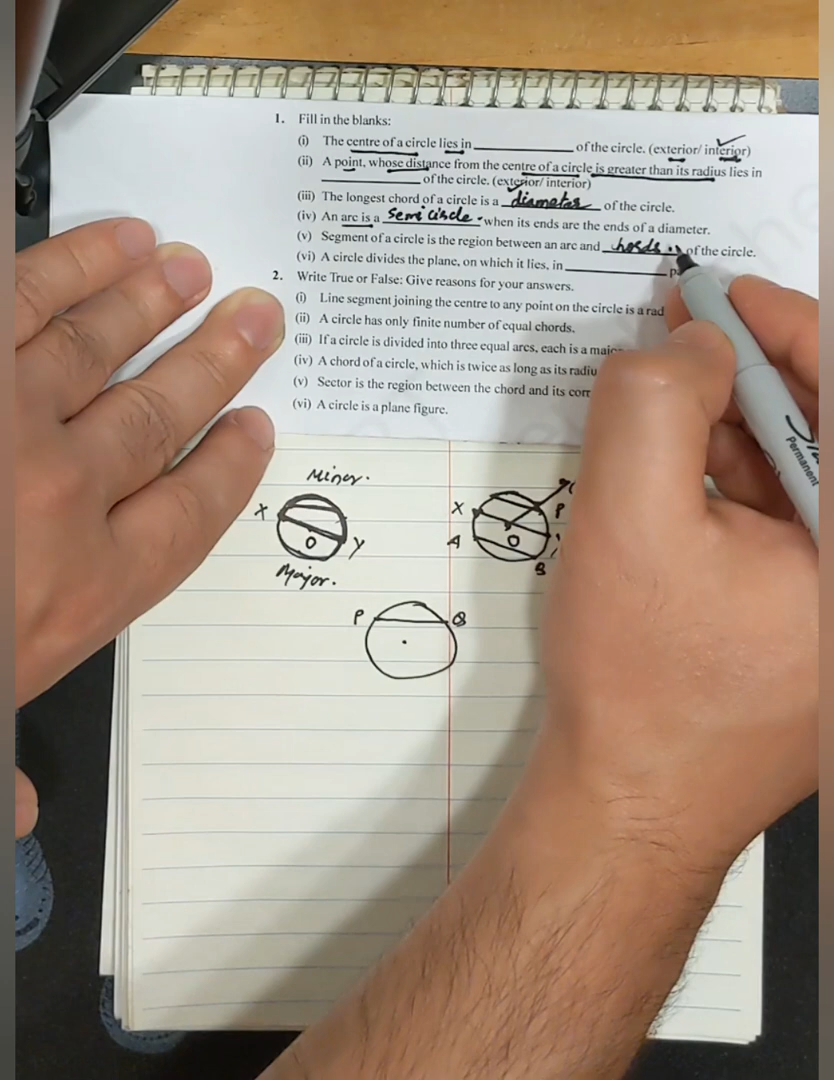 1. Fill in the blanks:
(i) The centre of a circle lies in ____________ of the circle. (exterior/ interior)
(ii) A point, whose distance from the centre of a circle is greater than its radius lies in
____________ of the circle. (exterior/ interior)
(iii) The longest chord of a circle is a diameter of the circle.
(iv) An arc is a Semi circle when its ends are the ends of a diameter.
(v) Segment of a circle is the region between an arc and chords of the circle.
(vi) A circle divides the plane, on which it lies, in ____________ p
2. Write True or False: Give reasons for your answers.
(i) Line segment joining the centre to any point on the circle is a rad
(ii) A circle has only finite number of equal chords.
(iii) If a circle is divided into three equal arcs, each is a major
(iv) A chord of a circle, which is twice as long as its radiu
(v) Sector is the region between the chord and its corr
(vi) A circle is a plane figure.
Minor.
X O Y
Major.
X P
A O Y
B
P Q
Permanent